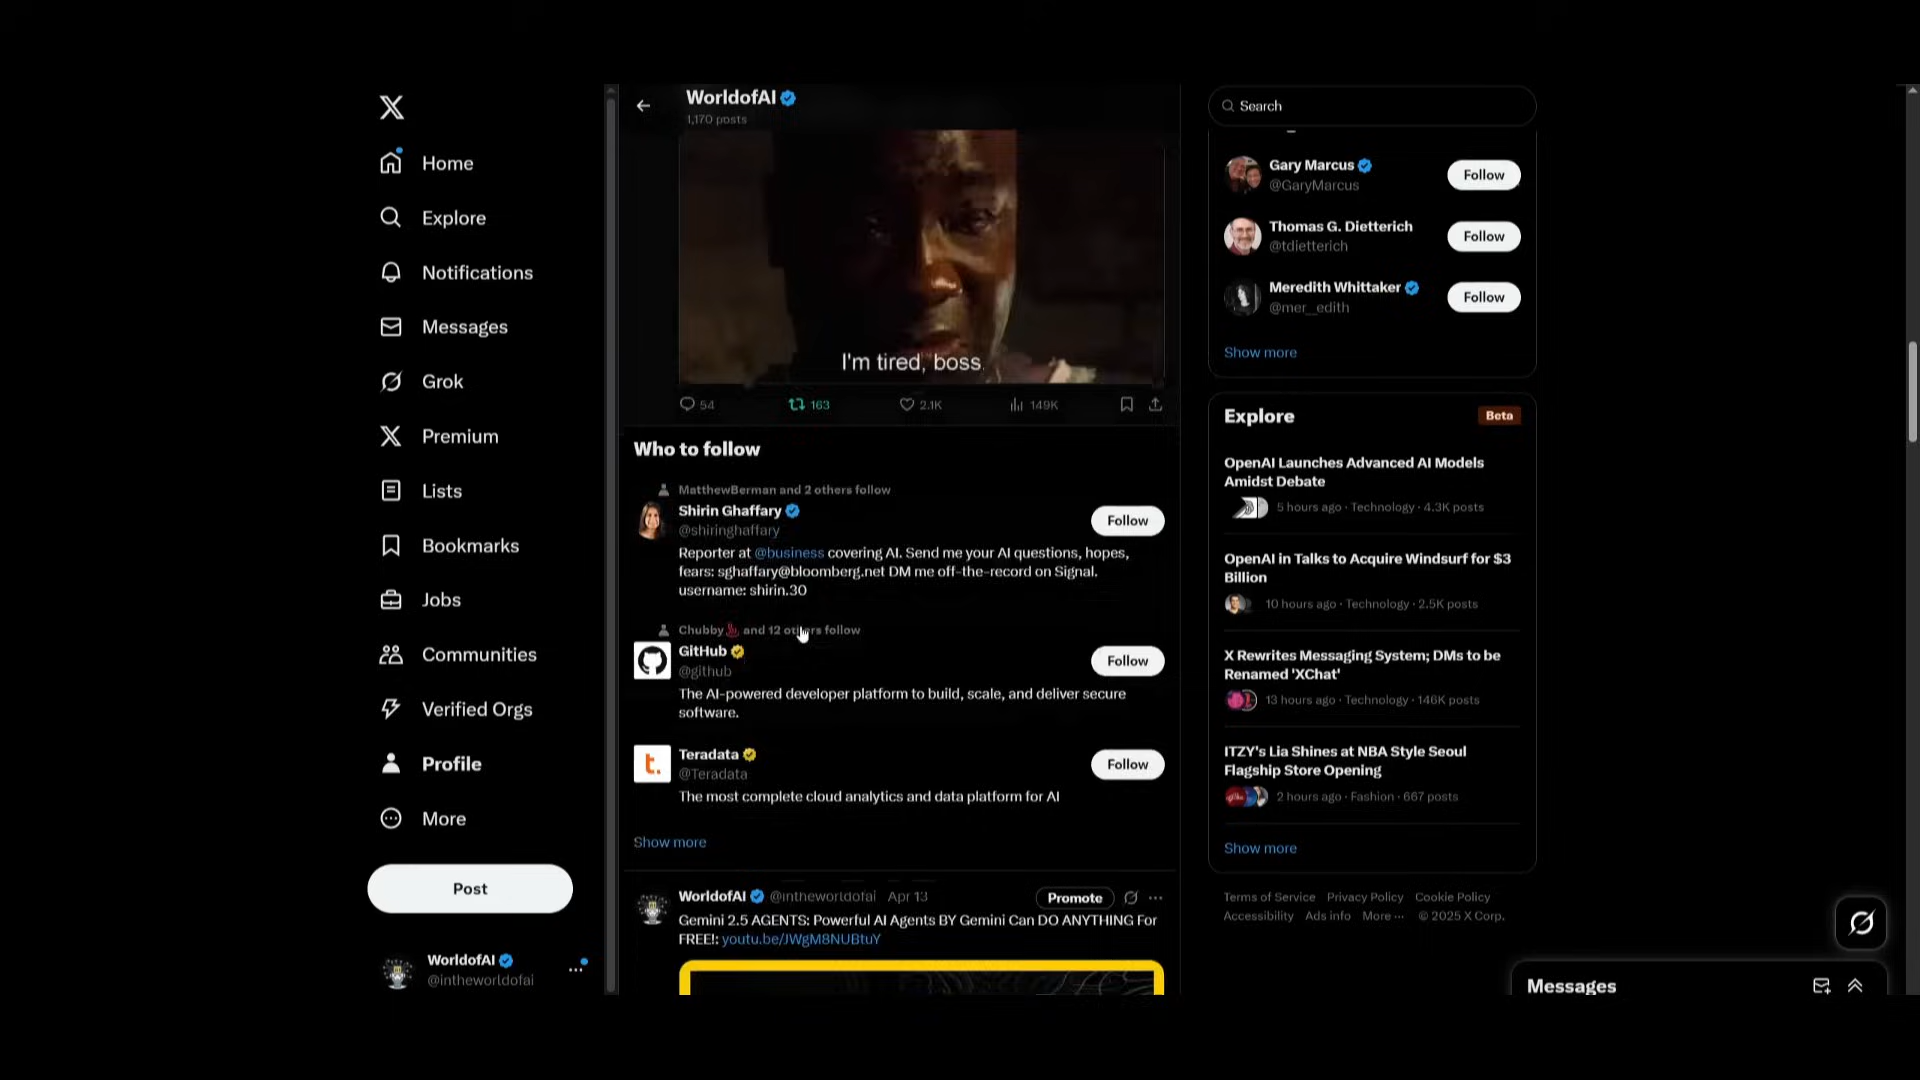 Home
Explore
Notifications
Messages
Grok
Premium
Lists
Bookmarks
Jobs
Communities
Verified Orgs
Profile
More
Post
WorldofAI
@intheworldofai
WorldofAI
1,170 posts
I'm tired, boss.
54
163
2.1K
149K
Who to follow
MatthewBerman and 2 others follow
Shirin Ghaffary
@shiringhaffary
Follow
Reporter at @business covering AI. Send me your AI questions, hopes,
fears: sghaffary@bloomberg.net DM me off-the-record on Signal.
username: shirin.30
Chubby♨️ and 12 others follow
GitHub
@github
Follow
The AI-powered developer platform to build, scale, and deliver secure
software.
Teradata
@Teradata
Follow
The most complete cloud analytics and data platform for AI
Show more
WorldofAI @intheworldofai Apr 13
Promote
Gemini 2.5 AGENTS: Powerful AI Agents BY Gemini Can DO ANYTHING For
FREE!: youtu.be/JWgM8NUBtuY
Search
Gary Marcus
@GaryMarcus
Follow
Thomas G. Dietterich
@tdietterich
Follow
Meredith Whittaker
@mer__edith
Follow
Show more
Explore
Beta
OpenAI Launches Advanced AI Models
Amidst Debate
5 hours ago · Technology · 4.3K posts
OpenAI in Talks to Acquire Windsurf for $3
Billion
10 hours ago · Technology · 2.5K posts
X Rewrites Messaging System; DMs to be
Renamed 'XChat'
13 hours ago · Technology · 146K posts
ITZY's Lia Shines at NBA Style Seoul
Flagship Store Opening
2 hours ago · Fashion · 667 posts
Show more
Terms of Service Privacy Policy Cookie Policy
Accessibility Ads info More ··· © 2025 X Corp.
Messages